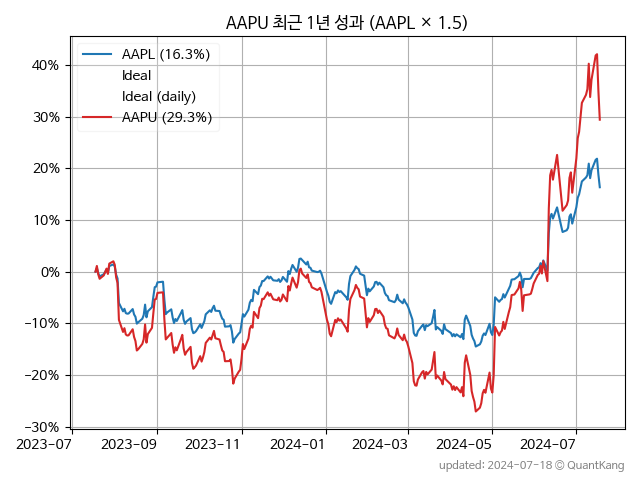 AAPU 최근 1년 성과 (AAPL × 1.5)
AAPL (16.3%)
Ideal
Ideal (daily)
AAPU (29.3%)
40%
30%
20%
10%
0%
−10%
−20%
−30%
2023-07
2023-09
2023-11
2024-01
2024-03
2024-05
2024-07
updated: 2024-07-18 © QuantKang